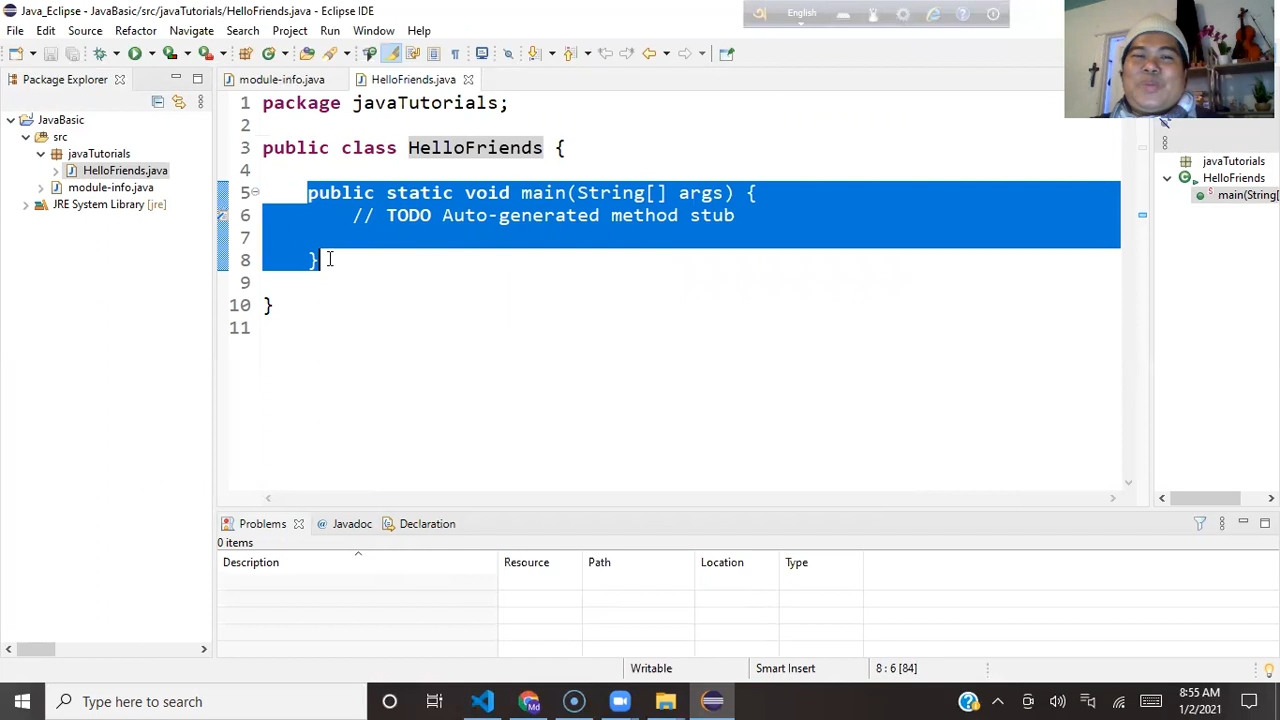 Java_Eclipse - JavaBasic/src/javaTutorials/HelloFriends.java - Eclipse IDE
English
File Edit Source Refactor Navigate Search Project Run Window Help
Package Explorer
module-info.java
HelloFriends.java
JavaBasic
src
javaTutorials
HelloFriends.java
module-info.java
JRE System Library [jre]
1 package javaTutorials;
2
3 public class HelloFriends {
4
5 public static void main(String[] args) {
6 // TODO Auto-generated method stub
7
8 }
9
10 }
11
javaTutorials
HelloFriends
main(String[
Problems
@ Javadoc
Declaration
0 items
Description Resource Path Location Type
Writable Smart Insert 8 : 6 [84]
Type here to search
8:55 AM
1/2/2021